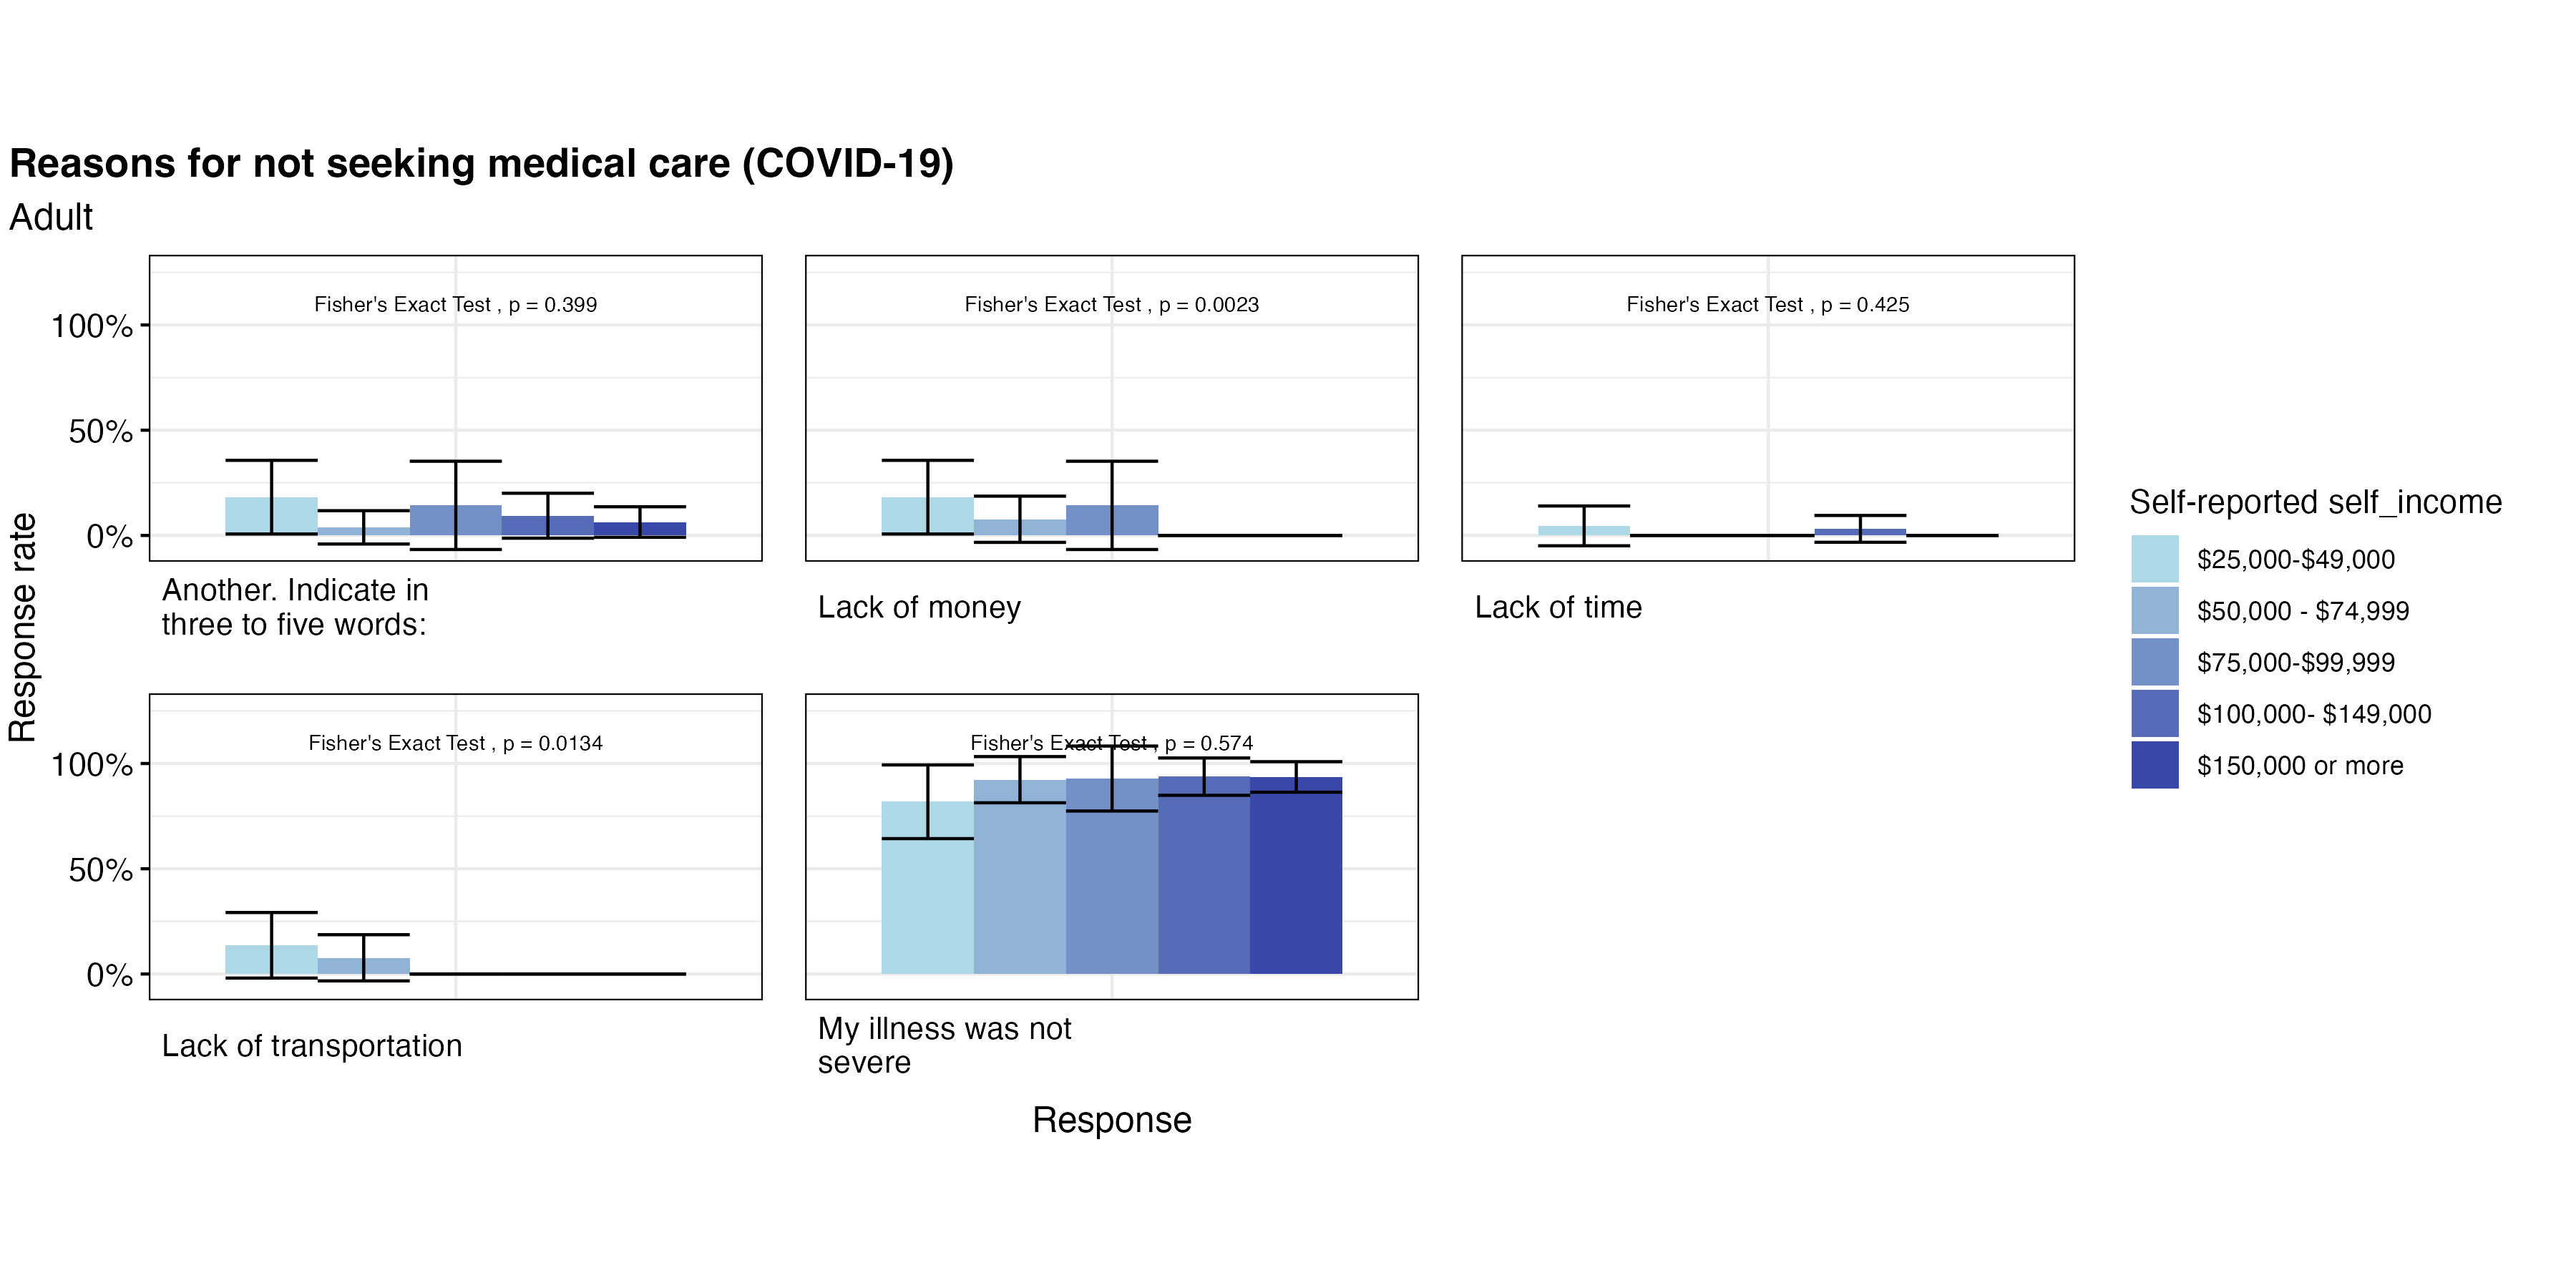 Reasons for not seeking medical care (COVID-19)
Adult
Response rate
Fisher's Exact Test , p = 0.399
Fisher's Exact Test , p = 0.0023
Fisher's Exact Test , p = 0.425
100%
50%
0%
Another. Indicate in
three to five words:
Lack of money
Lack of time
Fisher's Exact Test , p = 0.0134
Fisher's Exact Test , p = 0.574
100%
50%
0%
Lack of transportation
My illness was not
severe
Response
Self-reported self_income
$25,000-$49,000
$50,000 - $74,999
$75,000-$99,999
$100,000- $149,000
$150,000 or more